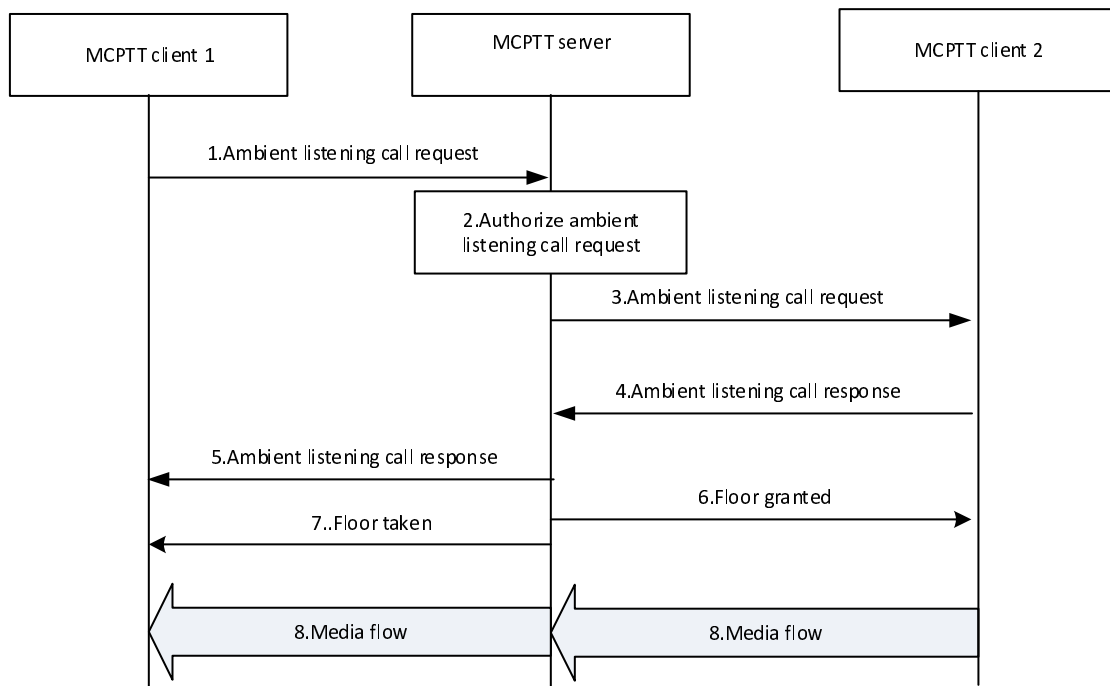 MCPTT client 1
MCPTT server
MCPTT client 2
1.Ambient listening call request
2.Authorize ambient
listening call request
3.Ambient listening call request
4.Ambient listening call response
5.Ambient listening call response
6.Floor granted
7..Floor taken
8.Media flow
8.Media flow